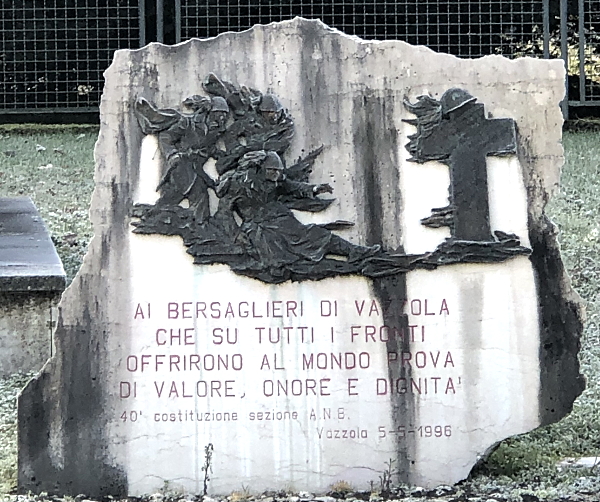 AI BERSAGLIERI DI VAZZOLA
CHE SU TUTTI I FRONTI
OFFRIRONO AL MONDO PROVA
DI VALORE, ONORE E DIGNITA'
40' costituzione sezione A.N.B.
Vazzola 5-5-1996